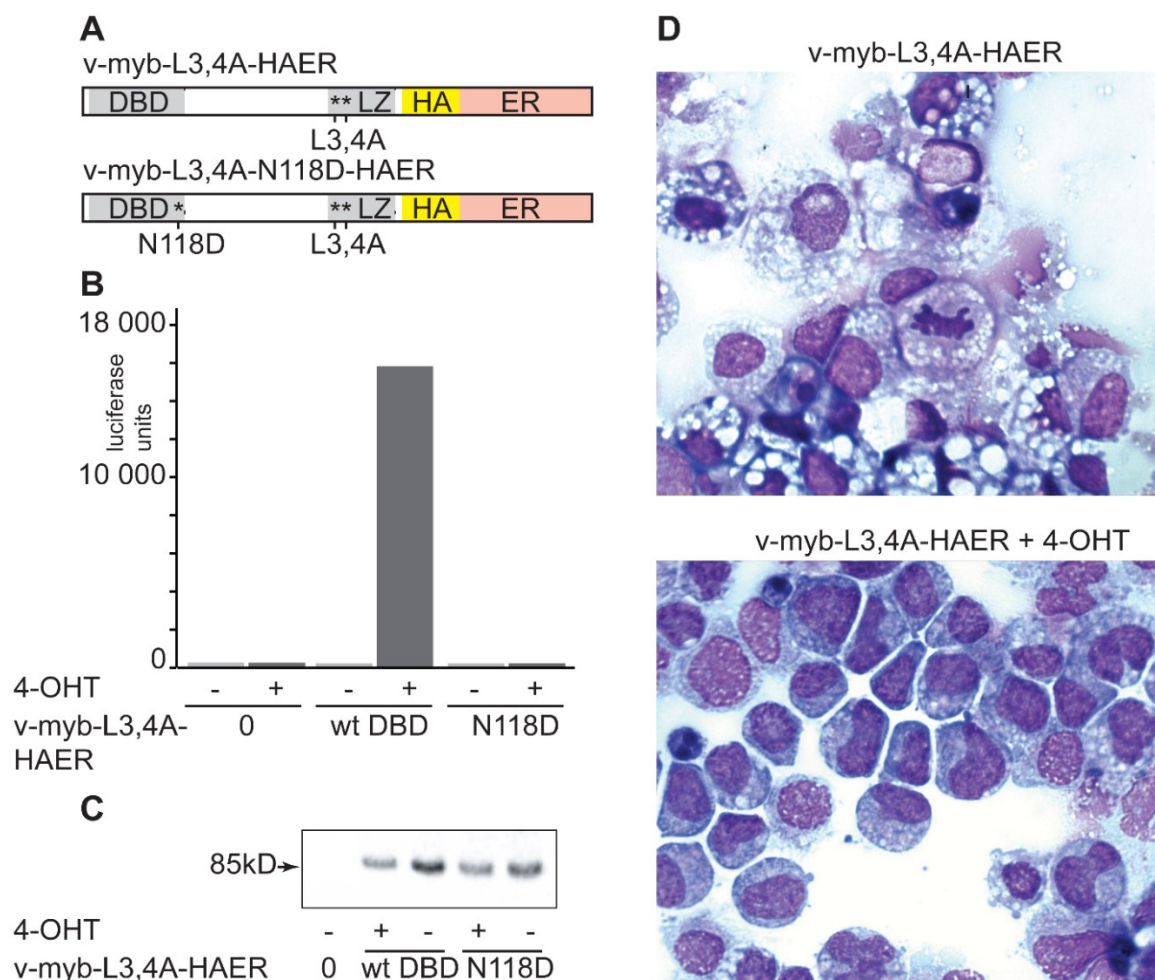 A
v-myb-L3,4A-HAER
DBD ** LZ HA ER
L3,4A
v-myb-L3,4A-N118D-HAER
DBD * ** LZ HA ER
N118D L3,4A
B
18 000
luciferase
units
10 000
0
4-OHT - + - + - +
v-myb-L3,4A- 0 wt DBD N118D
HAER
C
85kD
4-OHT - + - + -
v-myb-L3,4A-HAER 0 wt DBD N118D
D
v-myb-L3,4A-HAER
v-myb-L3,4A-HAER + 4-OHT